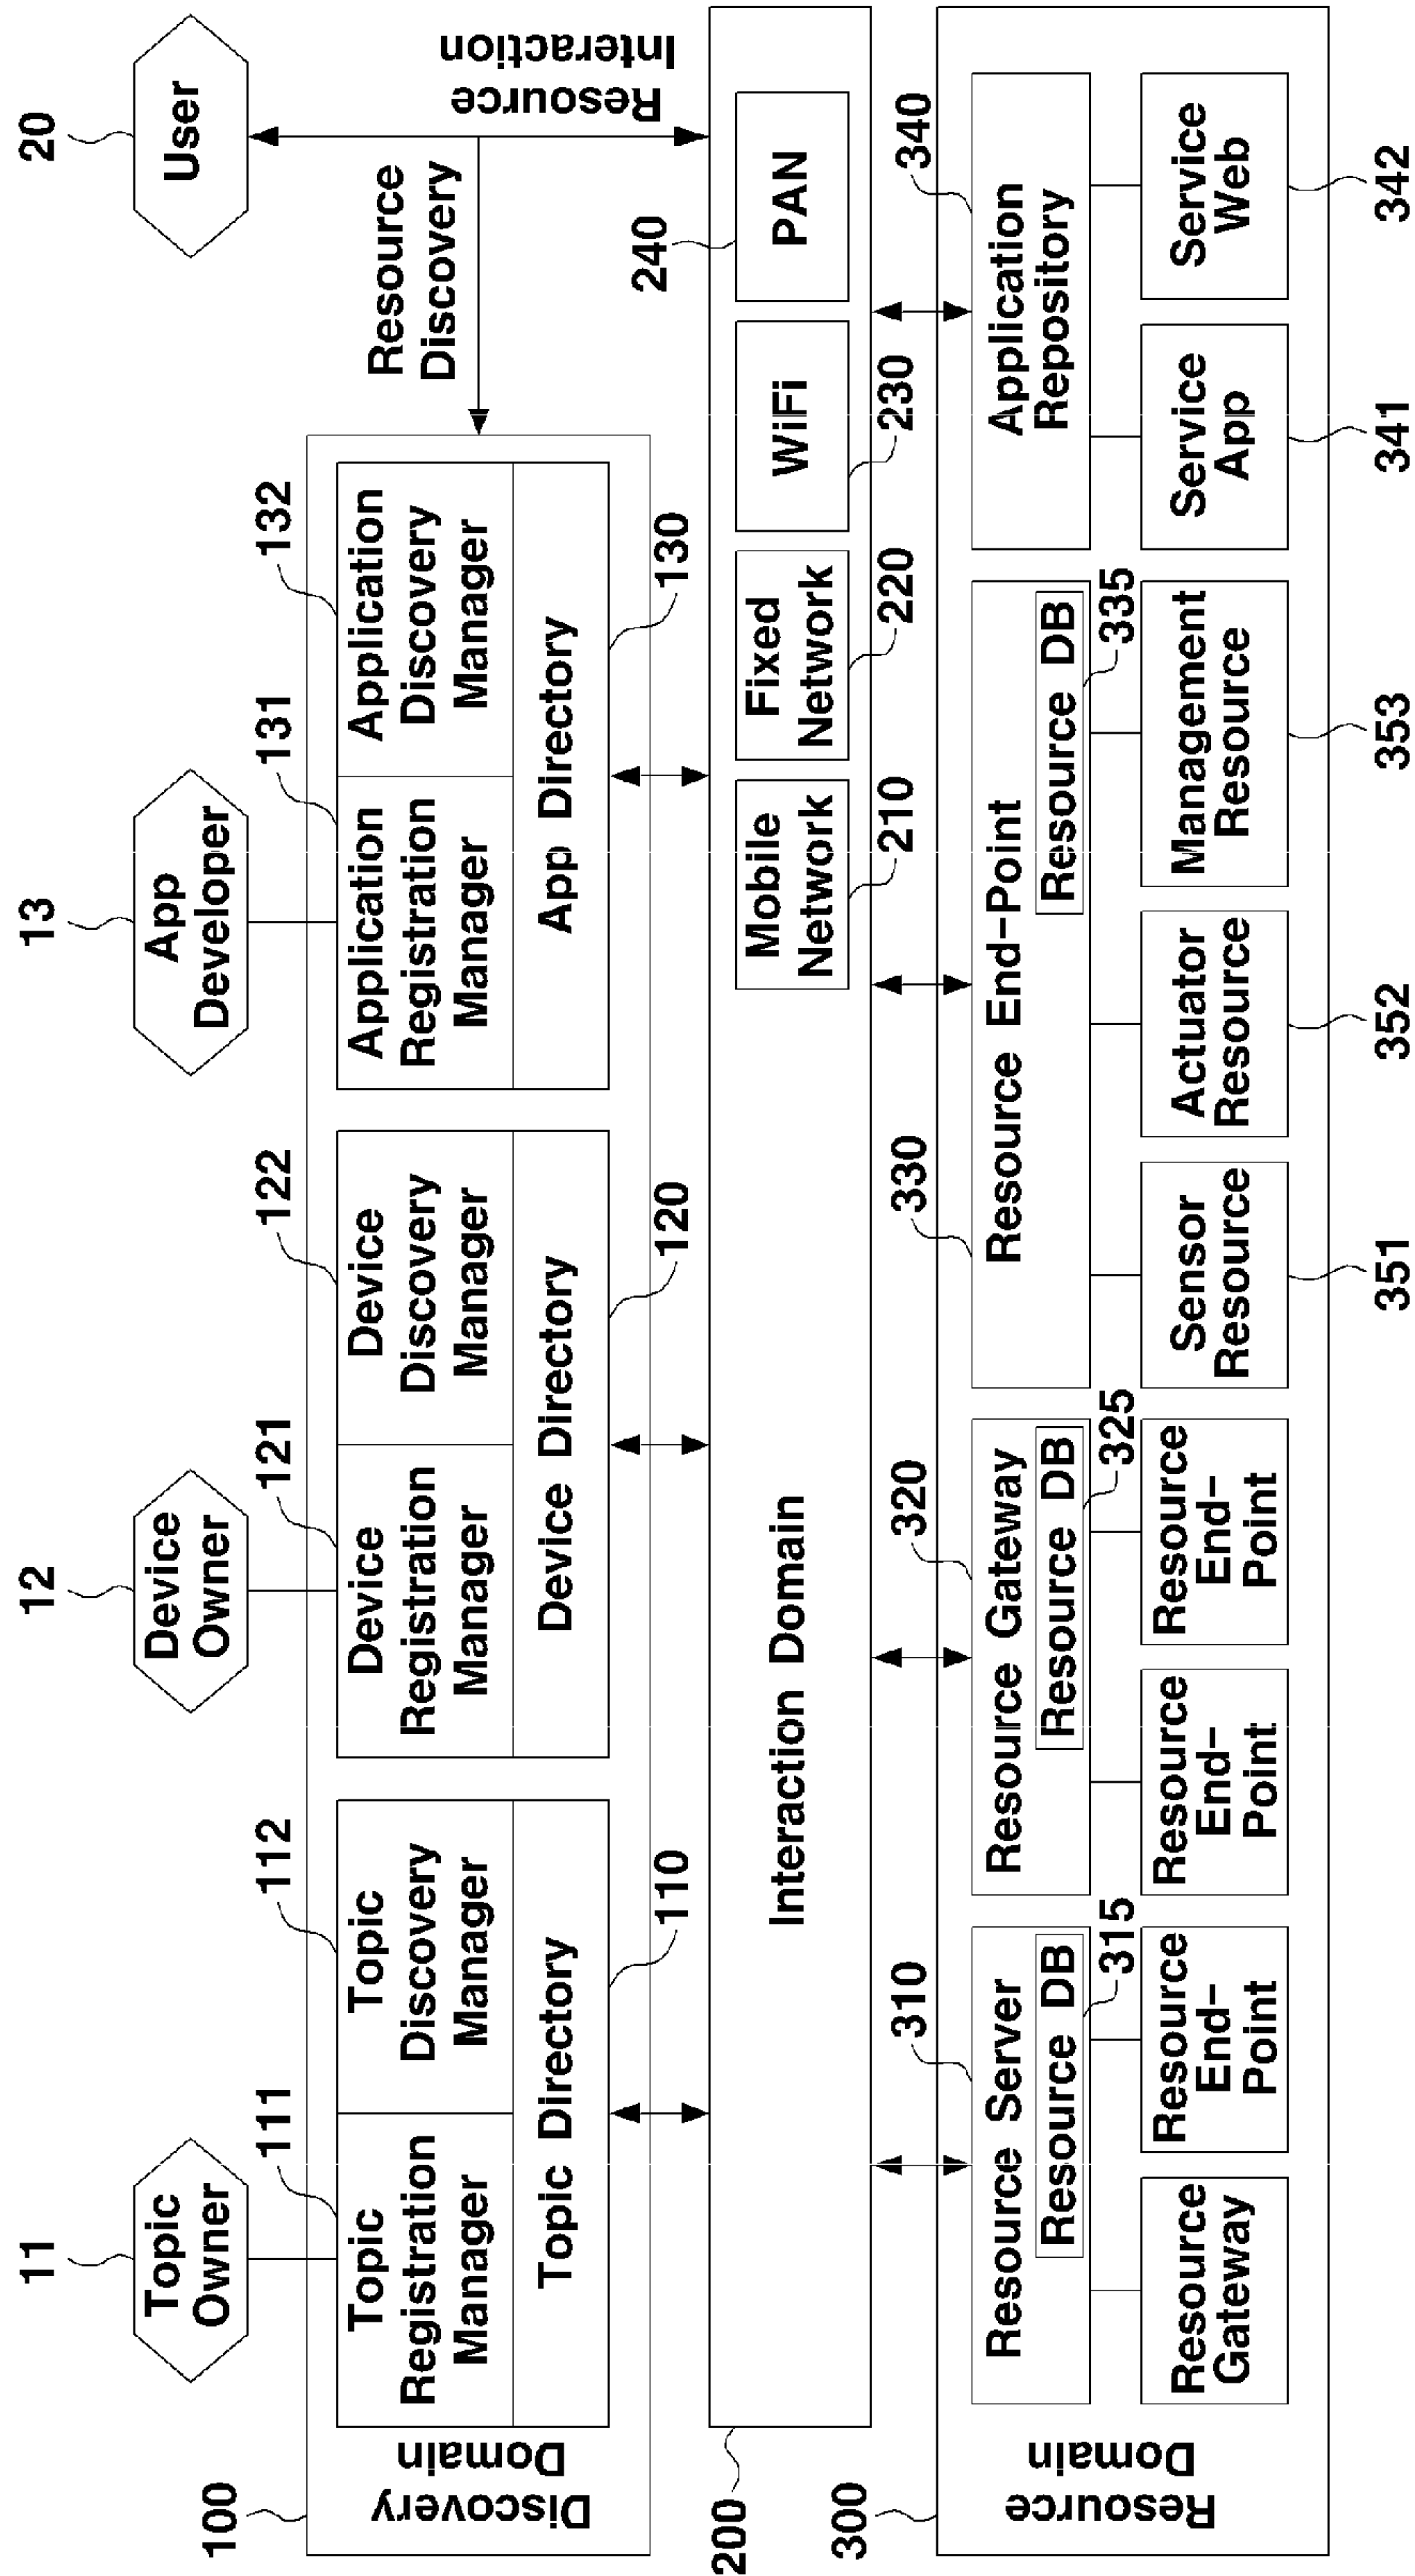 11
12
13
20
Topic
Owner
Device
Owner
App
Developer
User
100
111
112
121
122
131
132
Discovery
Domain
Topic
Registration
Manager
Topic
Discovery
Manager
Topic Directory
110
Device
Registration
Manager
Device
Discovery
Manager
Device Directory
120
Application
Registration
Manager
Application
Discovery
Manager
App Directory
130
Resource
Discovery
Resource
Interaction
200
Interaction Domain
Mobile
Network
210
Fixed
Network
220
WiFi
230
PAN
240
300
Resource
Domain
310
Resource Server
Resource DB
315
Resource
Gateway
Resource
End-
Point
320
Resource Gateway
Resource DB
325
Resource
End-
Point
Resource
End-
Point
330
Resource End-Point
Resource DB
335
Sensor
Resource
351
Actuator
Resource
352
Management
Resource
353
340
Application
Repository
Service
App
341
Service
Web
342